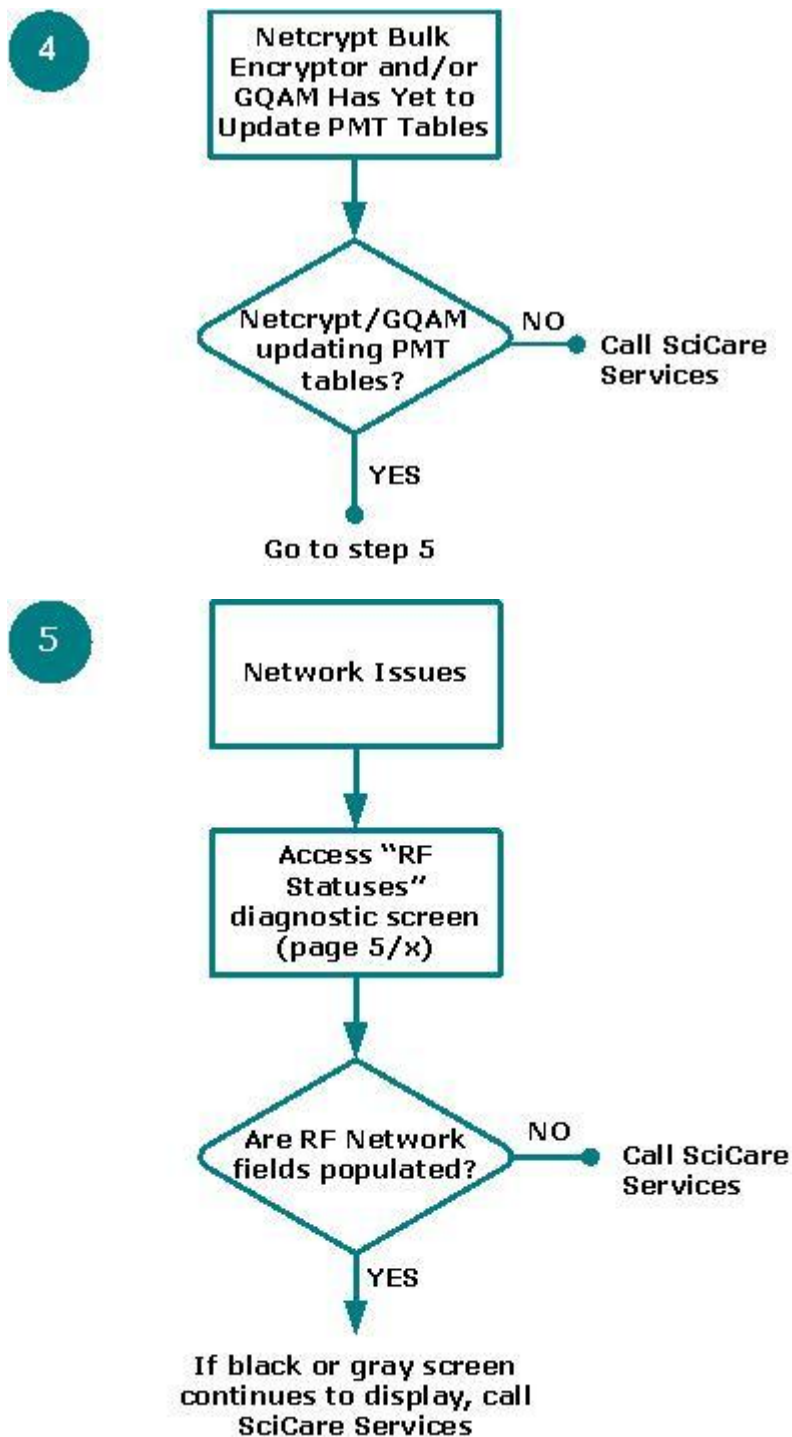 4
Netcrypt Bulk
Encryptor and/or
GQAM Has Yet to
Update PMT Tables
Netcrypt/GQAM
updating PMT
tables?
NO
Call SciCare
Services
YES
Go to step 5
5
Network Issues
Access “RF
Statuses”
diagnostic screen
(page 5/x)
Are RF Network
fields populated?
NO
Call SciCare
Services
YES
If black or gray screen
continues to display, call
SciCare Services